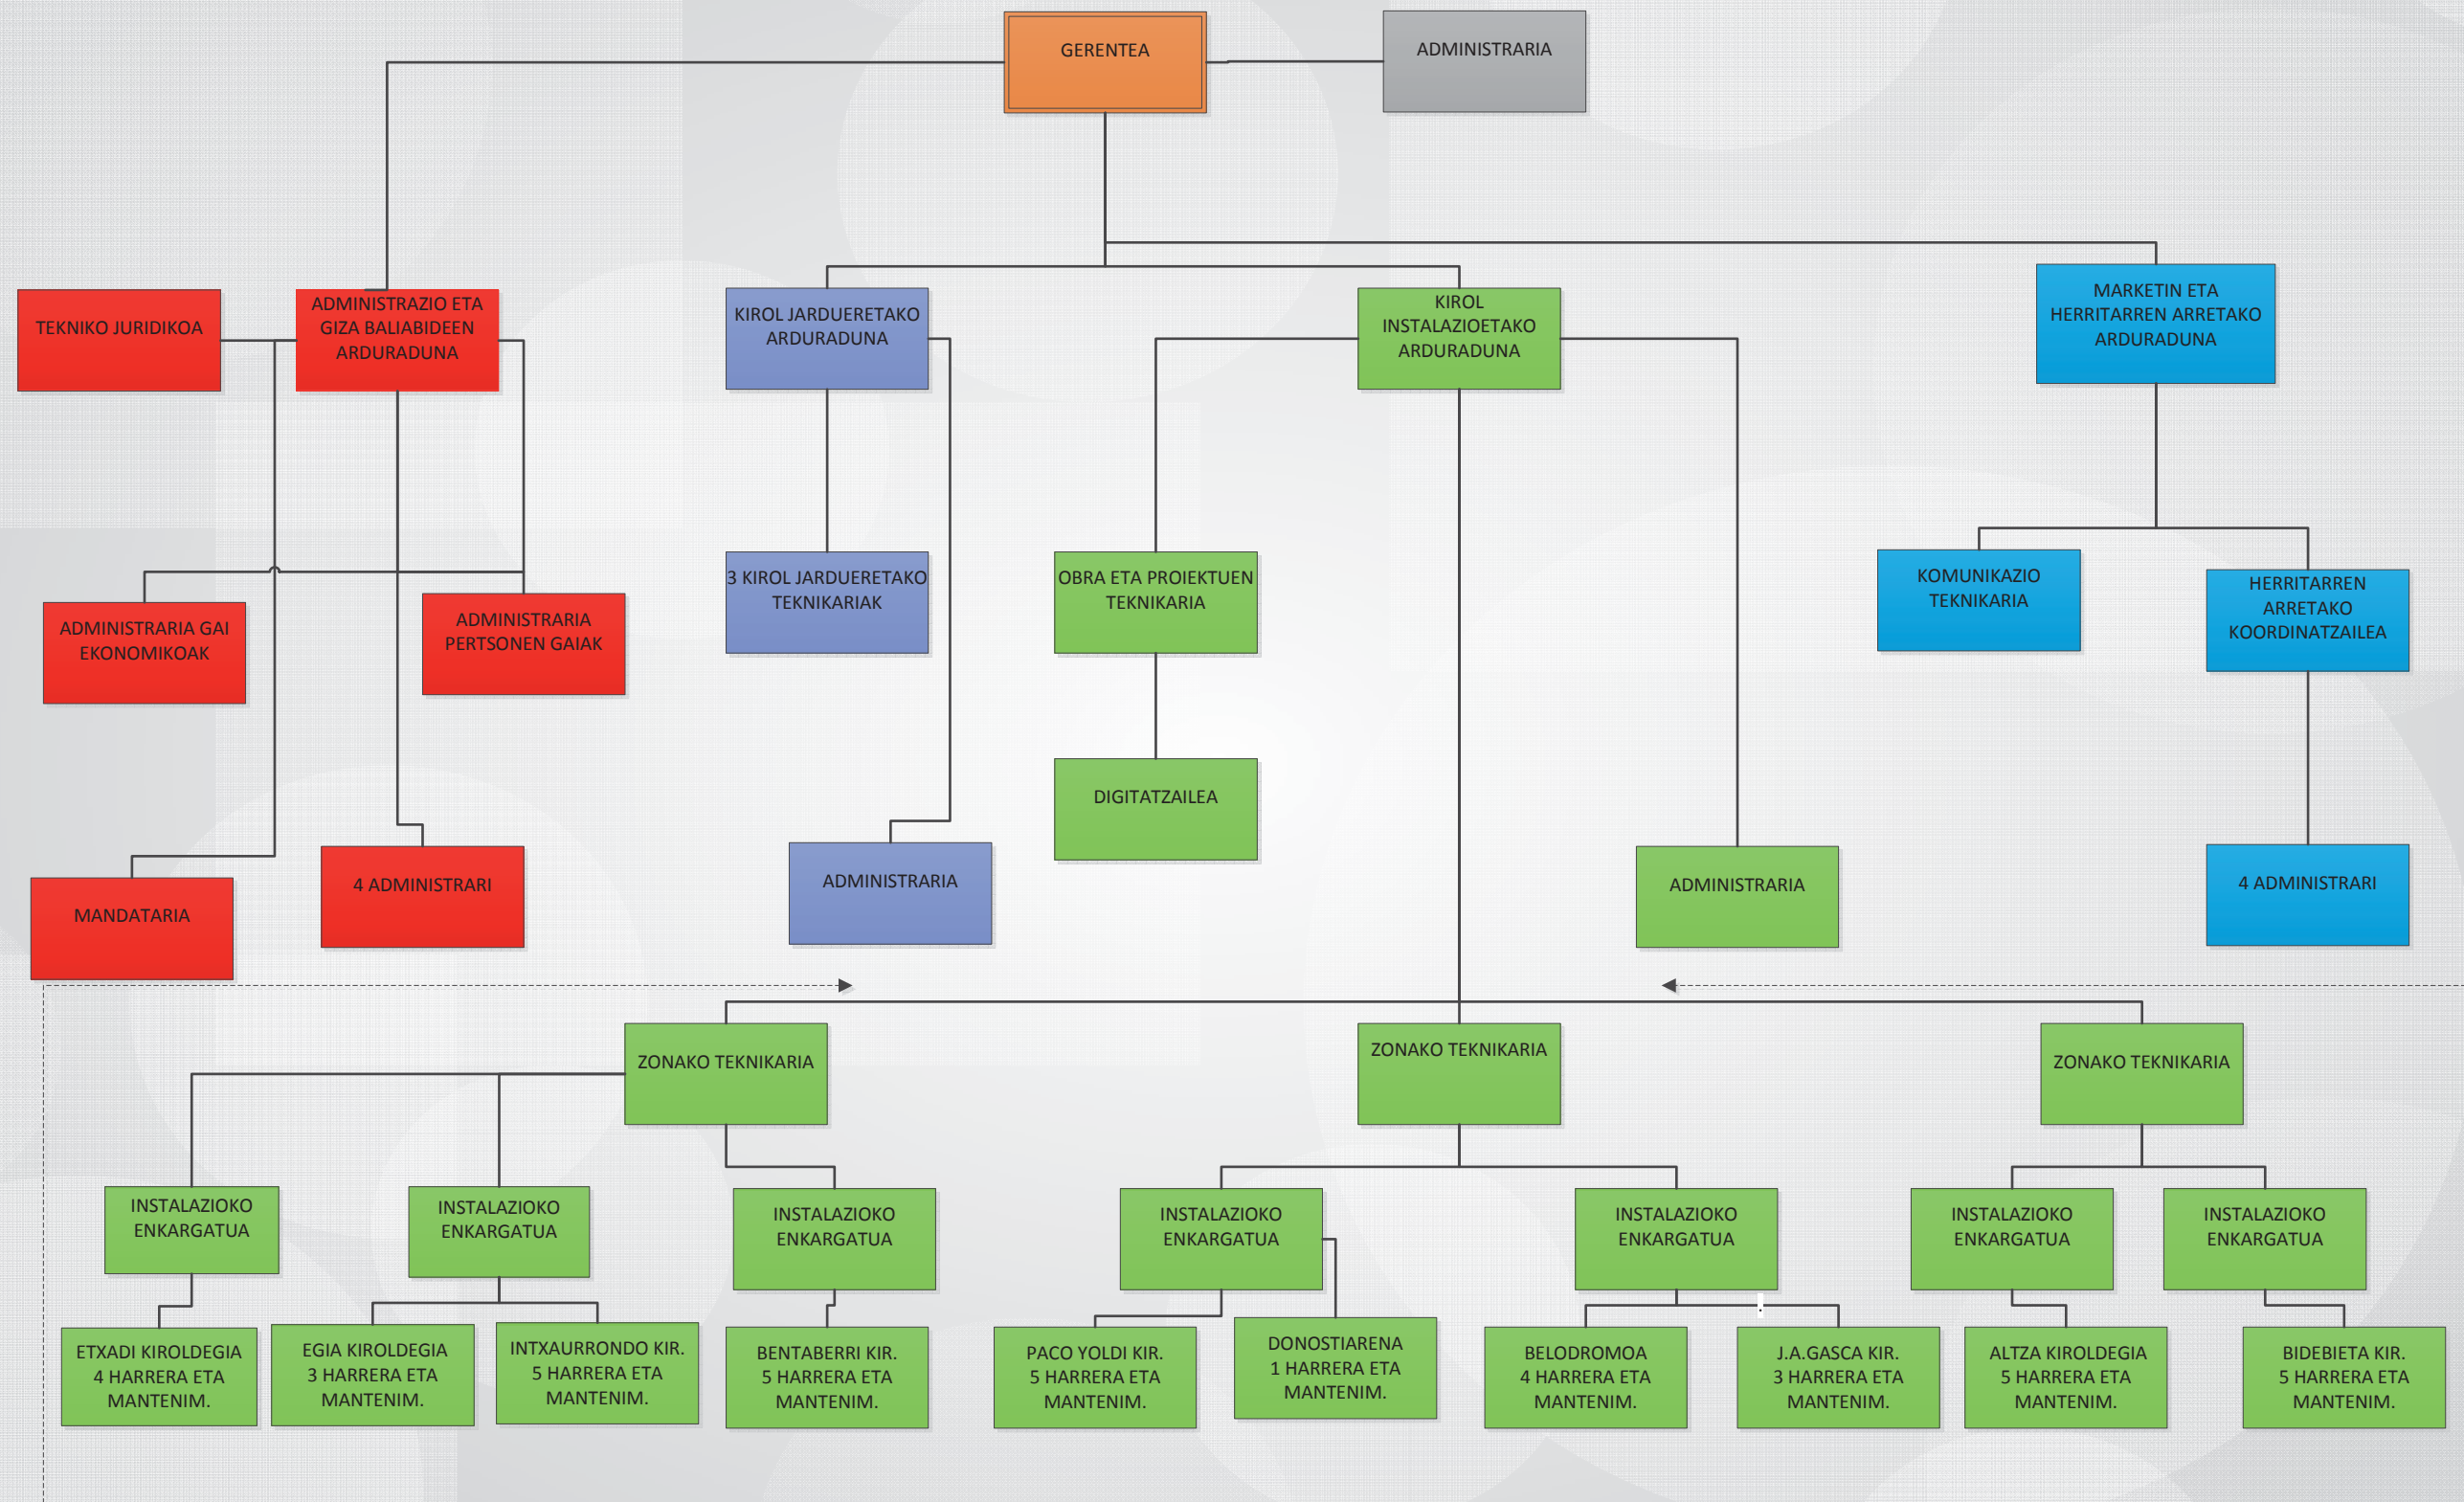 GERENTEA
ADMINISTRARIA
TEKNIKO JURIDIKOA
ADMINISTRAZIO ETA
GIZA BALIABIDEEN
ARDURADUNA
KIROL JARDUERETAKO
ARDURADUNA
KIROL
INSTALAZIOETAKO
ARDURADUNA
MARKETIN ETA
HERRITARREN ARRETAKO
ARDURADUNA
ADMINISTRARIA GAI
EKONOMIKOAK
ADMINISTRARIA
PERTSONEN GAIAK
3 KIROL JARDUERETAKO
TEKNIKARIAK
OBRA ETA PROIEKTUEN
TEKNIKARIA
KOMUNIKAZIO
TEKNIKARIA
HERRITARREN
ARRETAKO
KOORDINATZAILEA
DIGITATZAILEA
MANDATARIA
4 ADMINISTRARI
ADMINISTRARIA
ADMINISTRARIA
4 ADMINISTRARI
ZONAKO TEKNIKARIA
ZONAKO TEKNIKARIA
ZONAKO TEKNIKARIA
INSTALAZIOKO
ENKARGATUA
INSTALAZIOKO
ENKARGATUA
INSTALAZIOKO
ENKARGATUA
INSTALAZIOKO
ENKARGATUA
INSTALAZIOKO
ENKARGATUA
INSTALAZIOKO
ENKARGATUA
INSTALAZIOKO
ENKARGATUA
ETXADI KIROLDEGIA
4 HARRERA ETA
MANTENIM.
EGIA KIROLDEGIA
3 HARRERA ETA
MANTENIM.
INTXAURRONDO KIR.
5 HARRERA ETA
MANTENIM.
BENTABERRI KIR.
5 HARRERA ETA
MANTENIM.
PACO YOLDI KIR.
5 HARRERA ETA
MANTENIM.
DONOSTIARENA
1 HARRERA ETA
MANTENIM.
BELODROMOA
4 HARRERA ETA
MANTENIM.
J.A.GASCA KIR.
3 HARRERA ETA
MANTENIM.
ALTZA KIROLDEGIA
5 HARRERA ETA
MANTENIM.
BIDEBIETA KIR.
5 HARRERA ETA
MANTENIM.